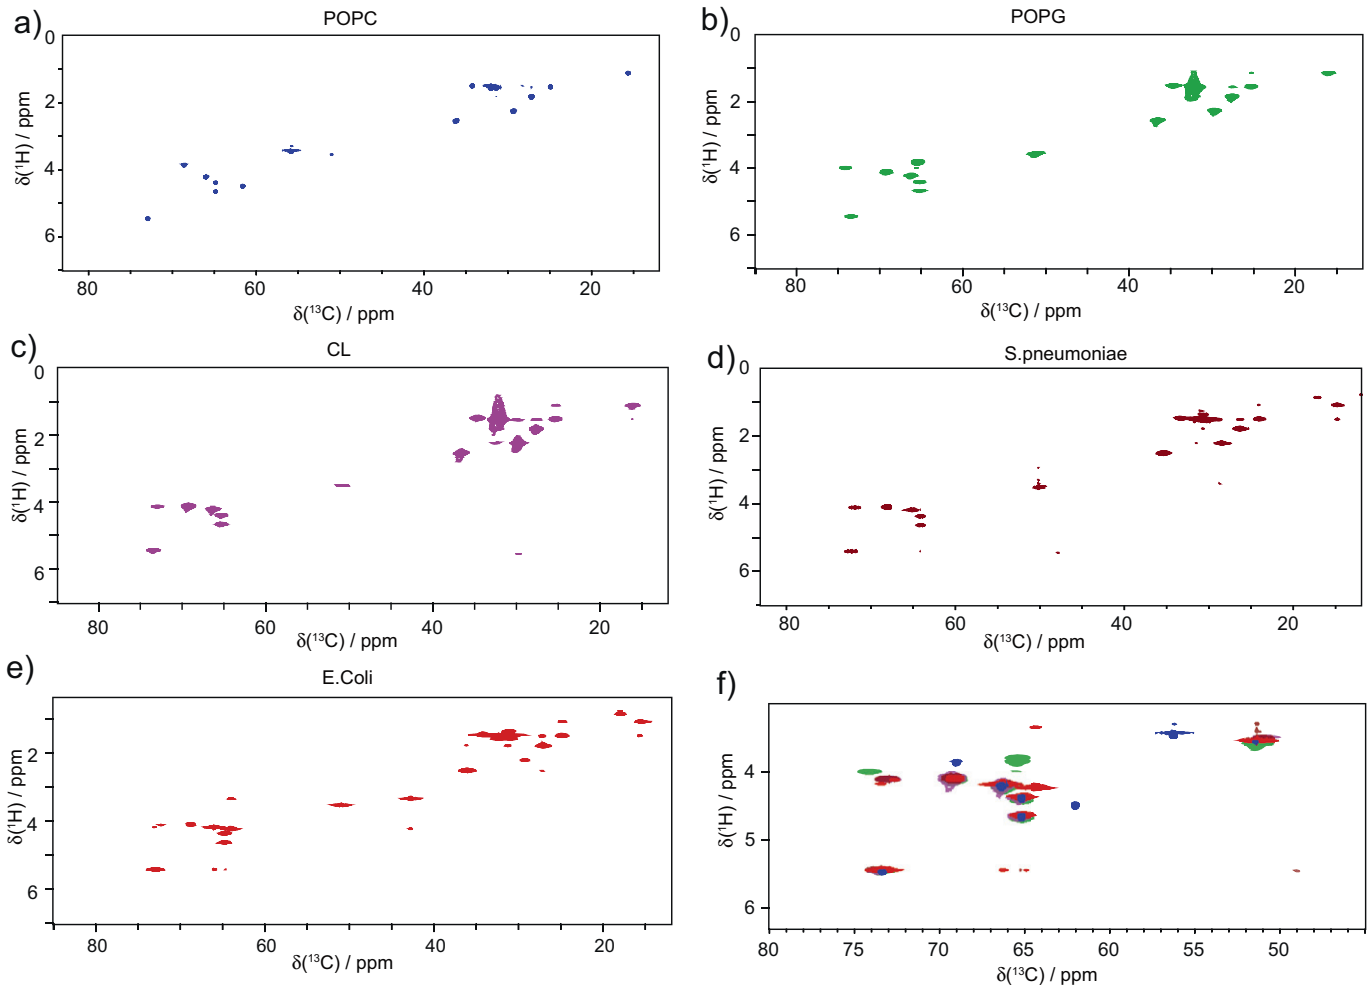 a)
POPC
0
2
4
6
δ(¹H) / ppm
80
60
40
20
δ(¹³C) / ppm
b)
POPG
0
2
4
6
δ(¹H) / ppm
80
60
40
20
δ(¹³C) / ppm
c)
CL
0
2
4
6
δ(¹H) / ppm
80
60
40
20
δ(¹³C) / ppm
d)
S.pneumoniae
0
2
4
6
δ(¹H) / ppm
80
60
40
20
δ(¹³C) / ppm
e)
E.Coli
2
4
6
δ(¹H) / ppm
80
60
40
20
δ(¹³C) / ppm
f)
4
5
6
δ(¹H) / ppm
80
75
70
65
60
55
50
δ(¹³C) / ppm